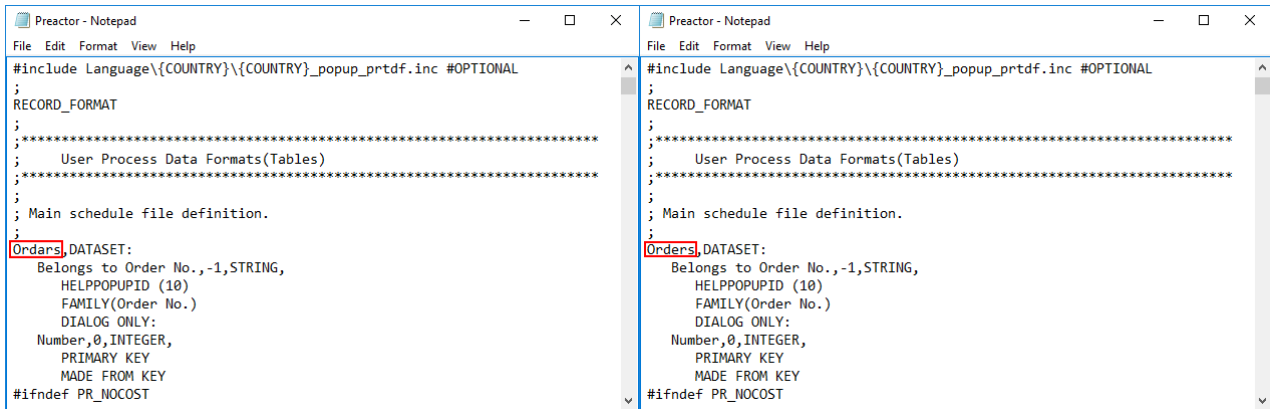 Preactor - Notepad
File Edit Format View Help
#include Language\{COUNTRY}\{COUNTRY}_popup_prtdf.inc #OPTIONAL
;
RECORD_FORMAT
;
;************************************************************************
;     User Process Data Formats(Tables)
;************************************************************************
;
; Main schedule file definition.
;
Ordars,DATASET:
   Belongs to Order No.,-1,STRING,
      HELPPOPUPID (10)
      FAMILY(Order No.)
      DIALOG ONLY:
   Number,0,INTEGER,
      PRIMARY KEY
      MADE FROM KEY
#ifndef PR_NOCOST
Preactor - Notepad
File Edit Format View Help
#include Language\{COUNTRY}\{COUNTRY}_popup_prtdf.inc #OPTIONAL
;
RECORD_FORMAT
;
;************************************************************************
;     User Process Data Formats(Tables)
;************************************************************************
;
; Main schedule file definition.
;
Orders,DATASET:
   Belongs to Order No.,-1,STRING,
      HELPPOPUPID (10)
      FAMILY(Order No.)
      DIALOG ONLY:
   Number,0,INTEGER,
      PRIMARY KEY
      MADE FROM KEY
#ifndef PR_NOCOST